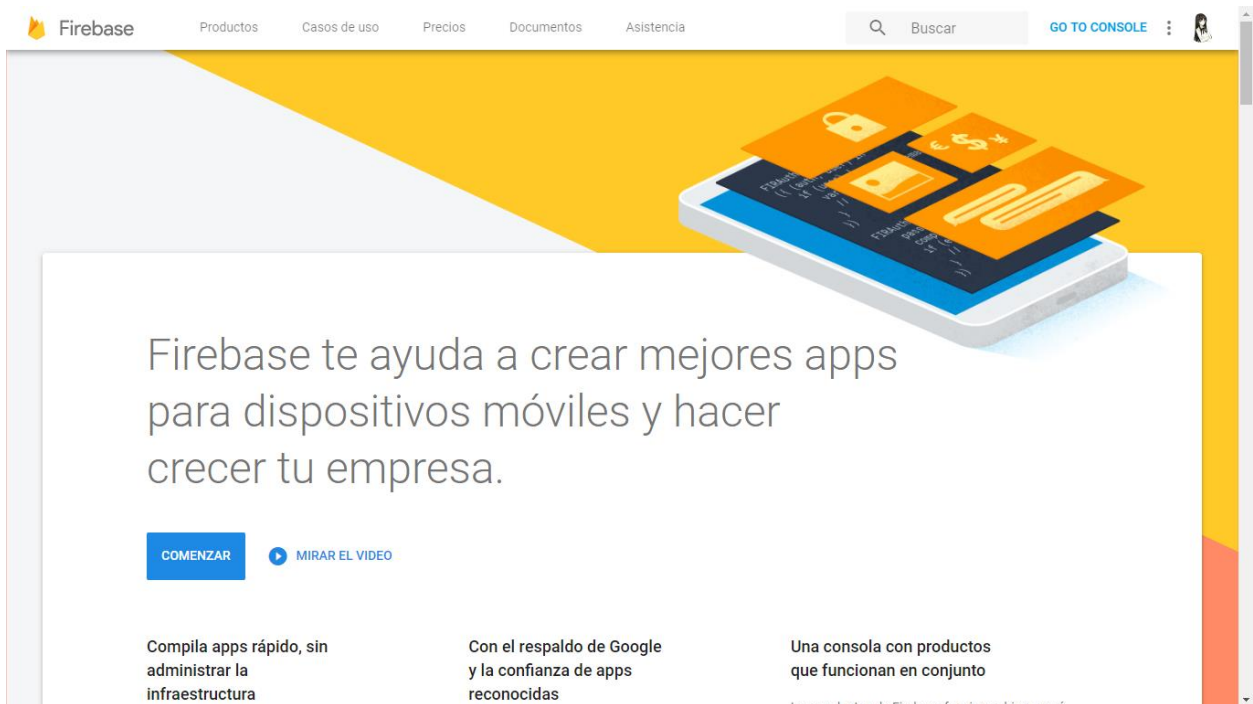 Firebase
Productos
Casos de uso
Precios
Documentos
Asistencia
Buscar
GO TO CONSOLE
Firebase te ayuda a crear mejores apps
para dispositivos móviles y hacer
crecer tu empresa.
COMENZAR
MIRAR EL VIDEO
Compila apps rápido, sin
administrar la
infraestructura
Con el respaldo de Google
y la confianza de apps
reconocidas
Una consola con productos
que funcionan en conjunto